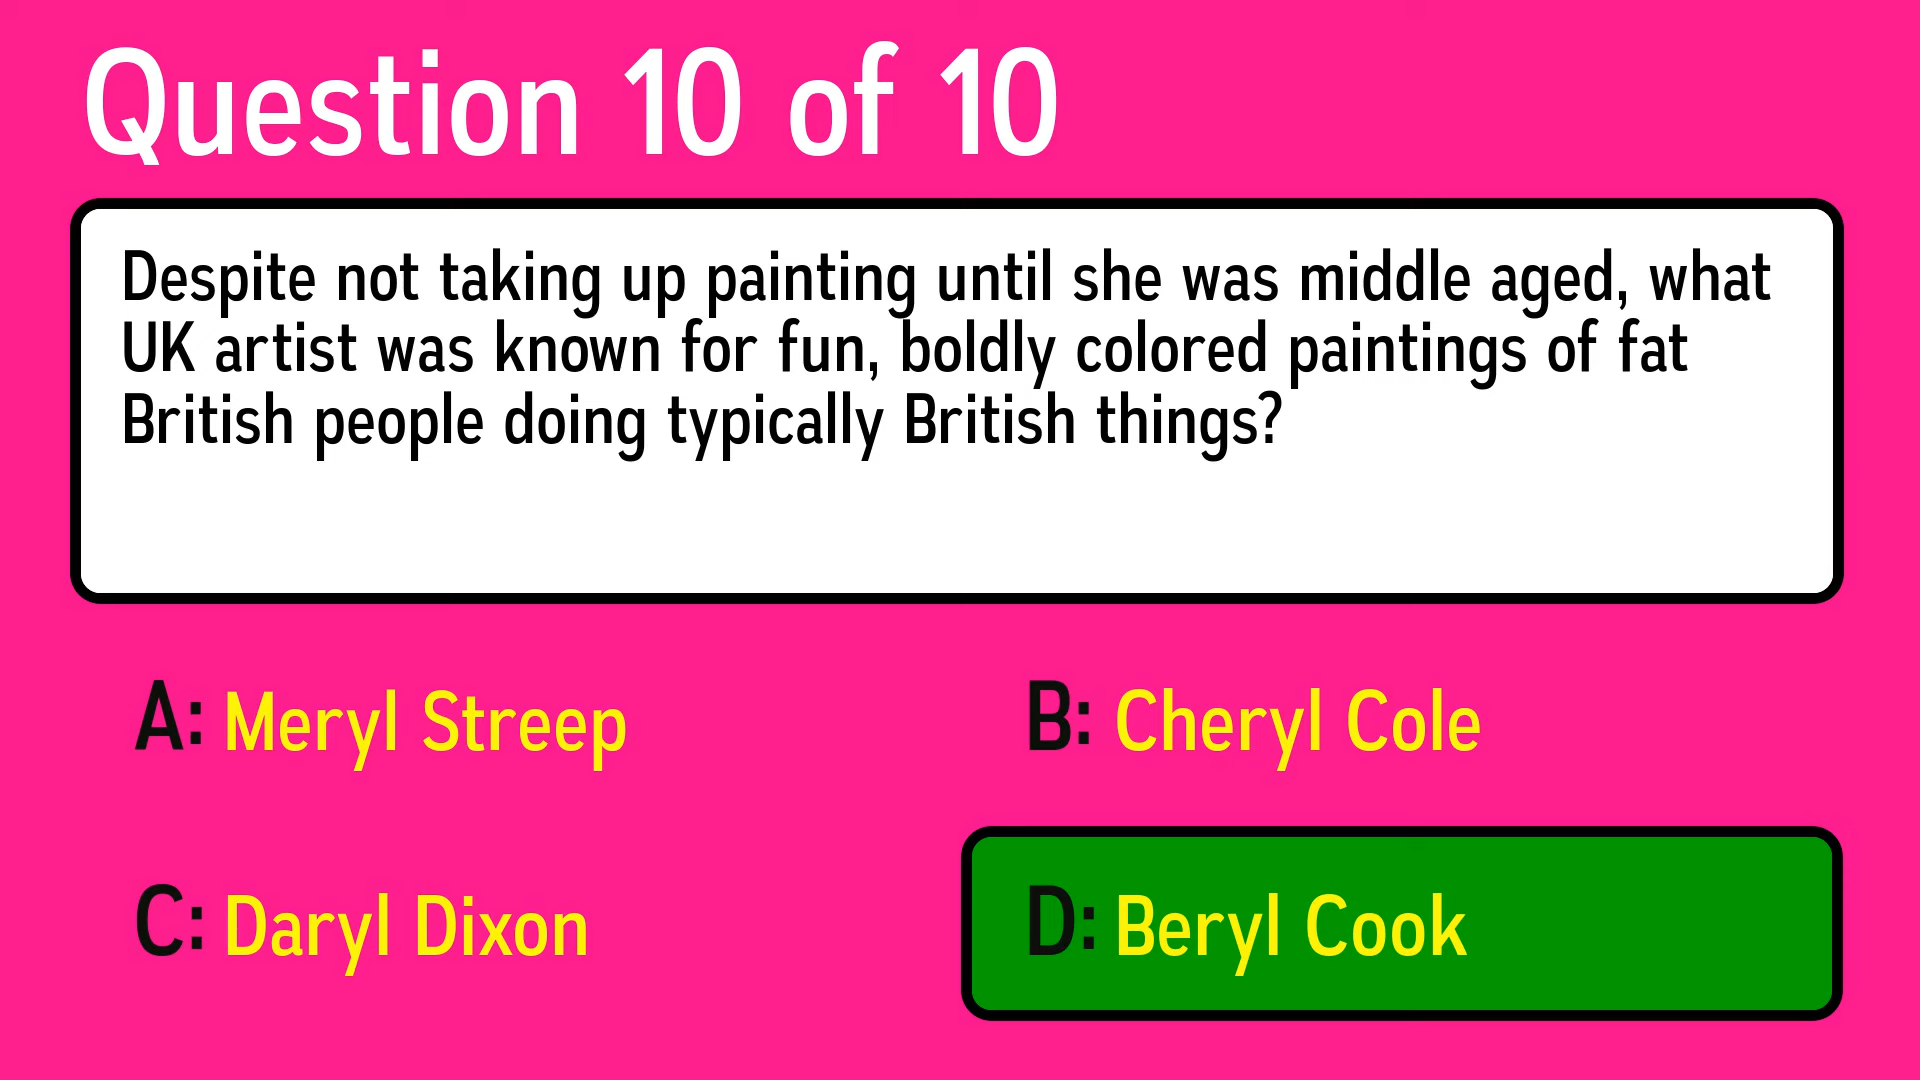 Question 10 of 10
Despite not taking up painting until she was middle aged, what
UK artist was known for fun, boldly colored paintings of fat
British people doing typically British things?
A: Meryl Streep
B: Cheryl Cole
C: Daryl Dixon
D: Beryl Cook